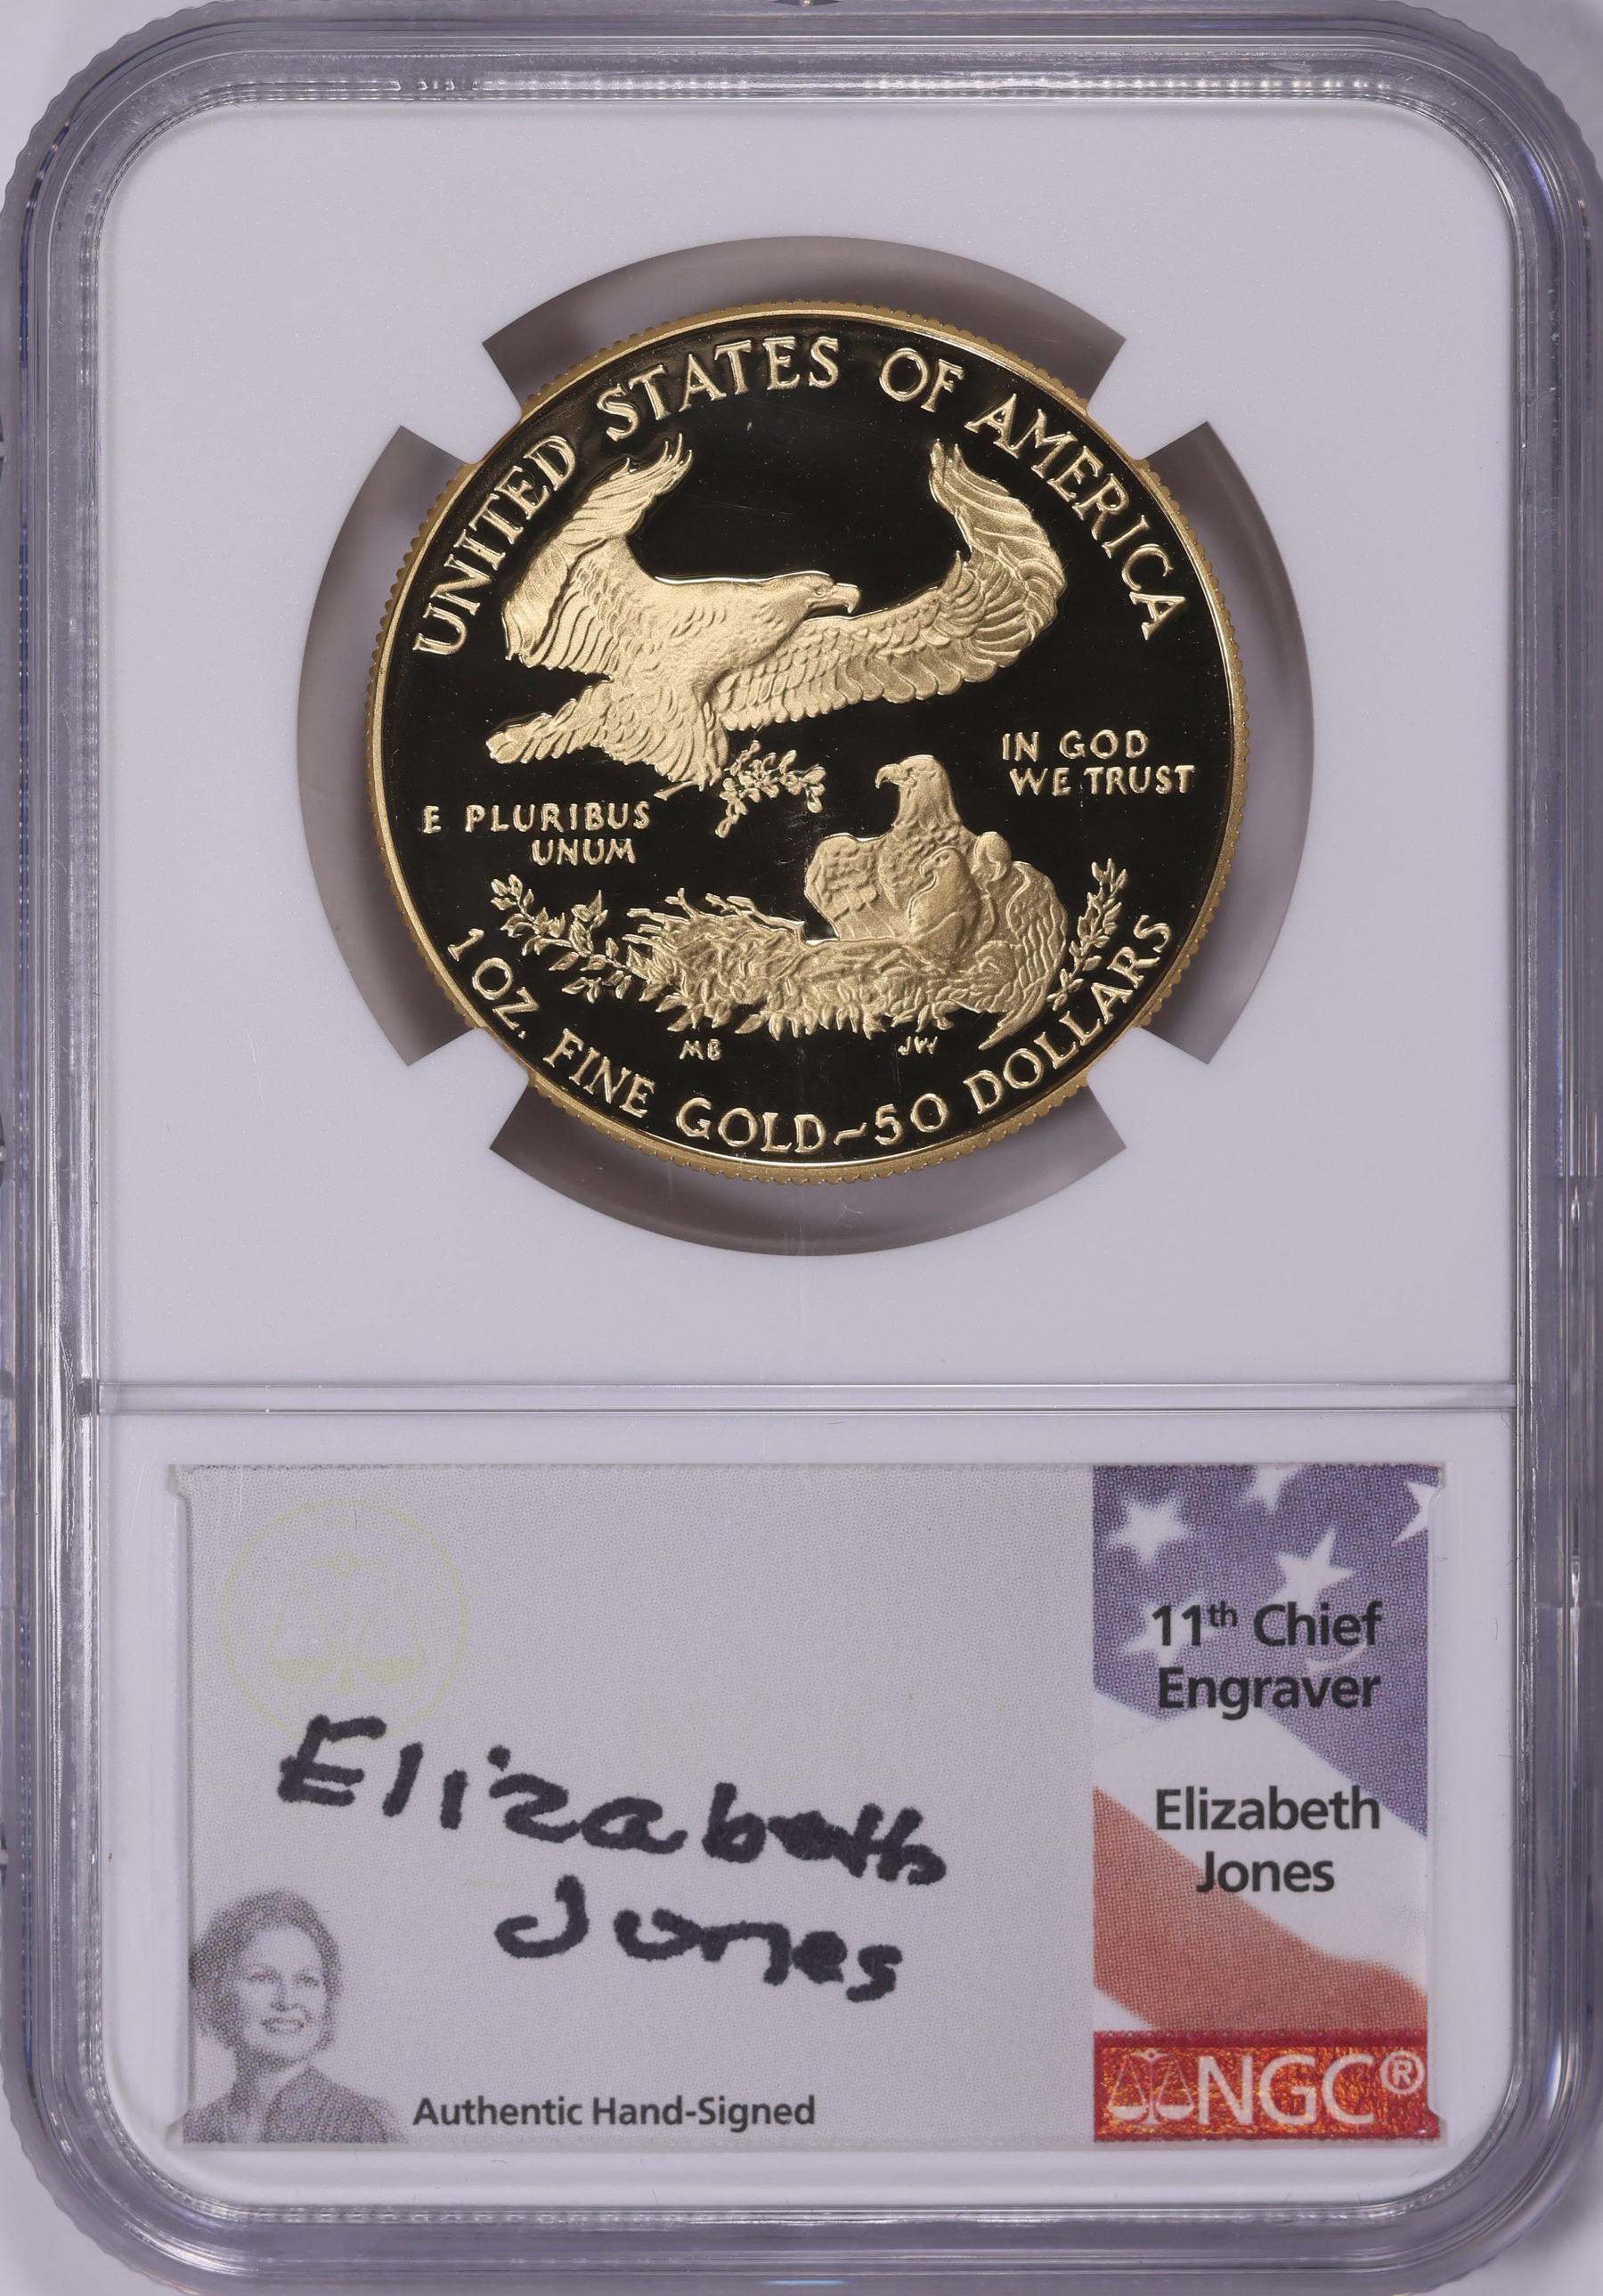 UNITED STATES OF AMERICA
IN GOD
WE TRUST
E PLURIBUS
UNUM
MB
JW
1 OZ. FINE GOLD~50 DOLLARS
11th Chief
Engraver
Elizabeth
Jones
Elizabeth
Jones
Authentic Hand-Signed
NGC®